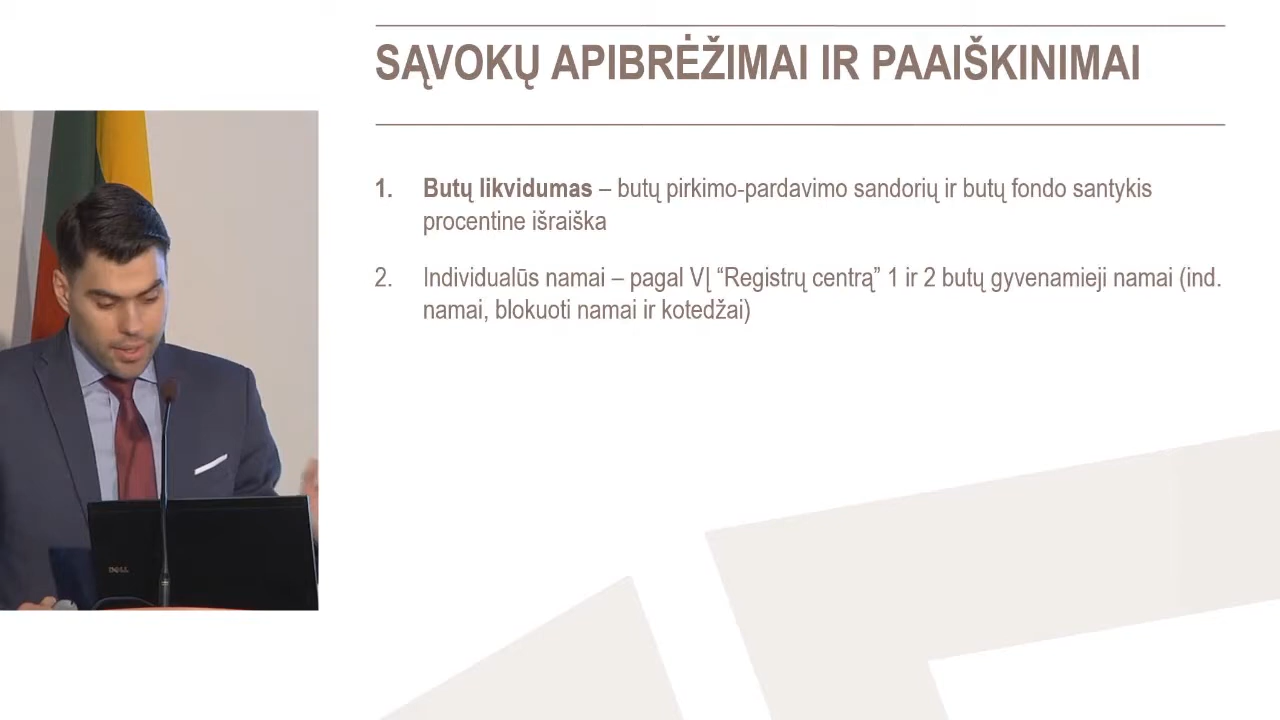 SĄVOKŲ APIBRĖŽIMAI IR PAAIŠKINIMAI
1. Butų likvidumas – butų pirkimo-pardavimo sandorių ir butų fondo santykis
procentine išraiška
2. Individualūs namai – pagal VĮ “Registrų centrą” 1 ir 2 butų gyvenamieji namai (ind.
namai, blokuoti namai ir kotedžai)
DELL